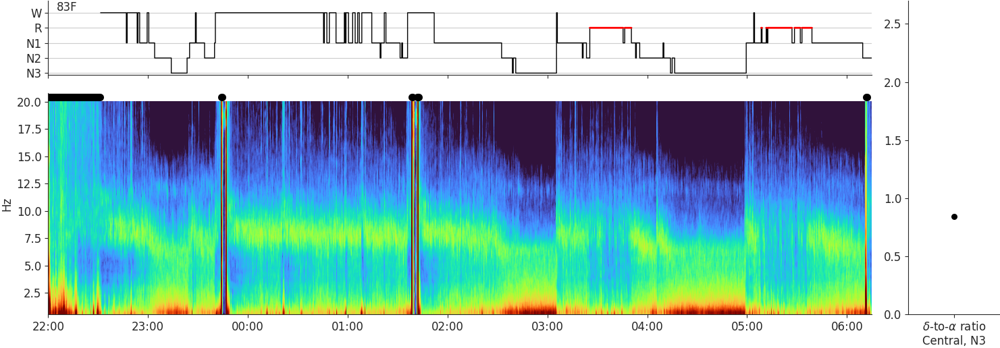 83F
W
R
N1
N2
N3
20.0
17.5
15.0
12.5
10.0
7.5
5.0
2.5
Hz
22:00 23:00 00:00 01:00 02:00 03:00 04:00 05:00 06:00
2.5
2.0
1.5
1.0
0.5
0.0
δ-to-α ratio
Central, N3